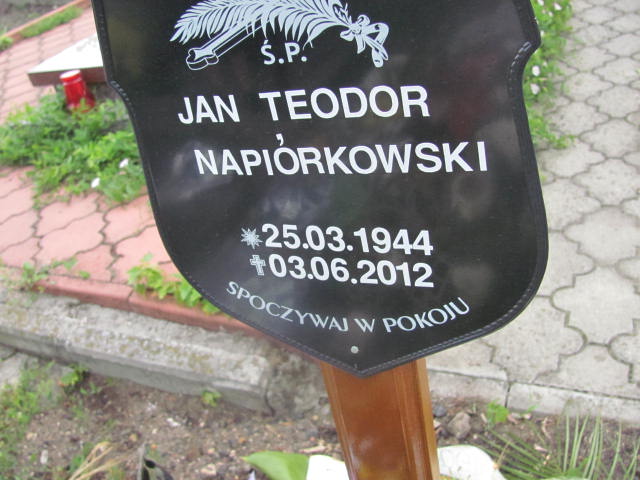 Ś.P.
JAN TEODOR
NAPIÓRKOWSKI
25.03.1944
03.06.2012
SPOCZYWAJ W POKOJU